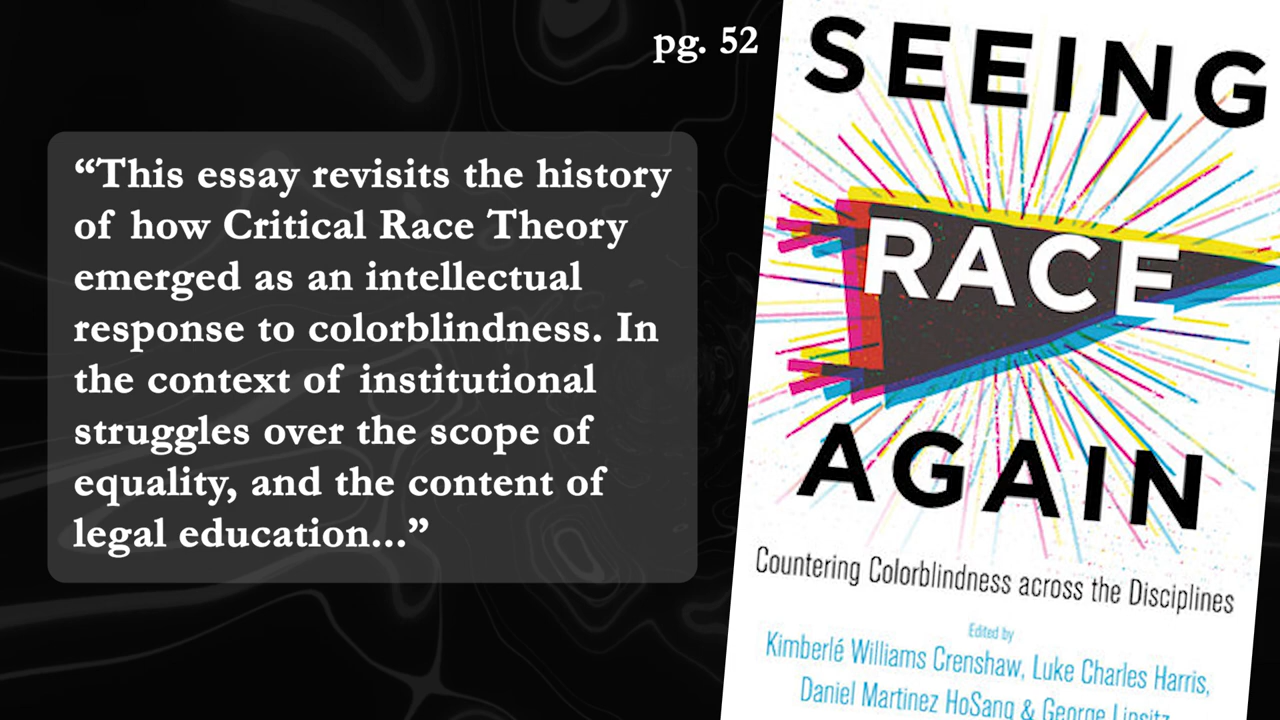 pg. 52
“This essay revisits the history
of how Critical Race Theory
emerged as an intellectual
response to colorblindness. In
the context of institutional
struggles over the scope of
equality, and the content of
legal education...”
SEEING
RACE
AGAIN
Countering Colorblindness across the Disciplines
Edited by
Kimberlé Williams Crenshaw, Luke Charles Harris,
Daniel Martinez HoSang & George Lipsitz